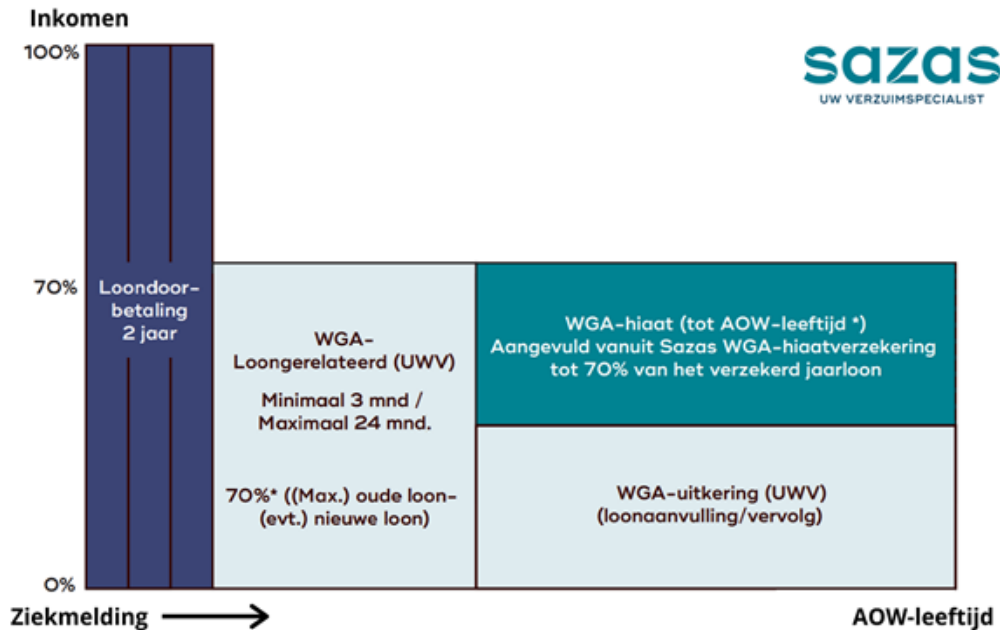 Inkomen
100%
sazas
UW VERZUIMSPECIALIST
70%
Loondoor-
betaling
2 jaar
WGA-
Loongerelateerd (UWV)
Minimaal 3 mnd /
Maximaal 24 mnd.
70%* ((Max.) oude loon-
(evt.) nieuwe loon)
WGA-hiaat (tot AOW-leeftijd *)
Aangevuld vanuit Sazas WGA-hiaatverzekering
tot 70% van het verzekerd jaarloon
WGA-uitkering (UWV)
(loonaanvulling/vervolg)
0%
Ziekmelding
AOW-leeftijd